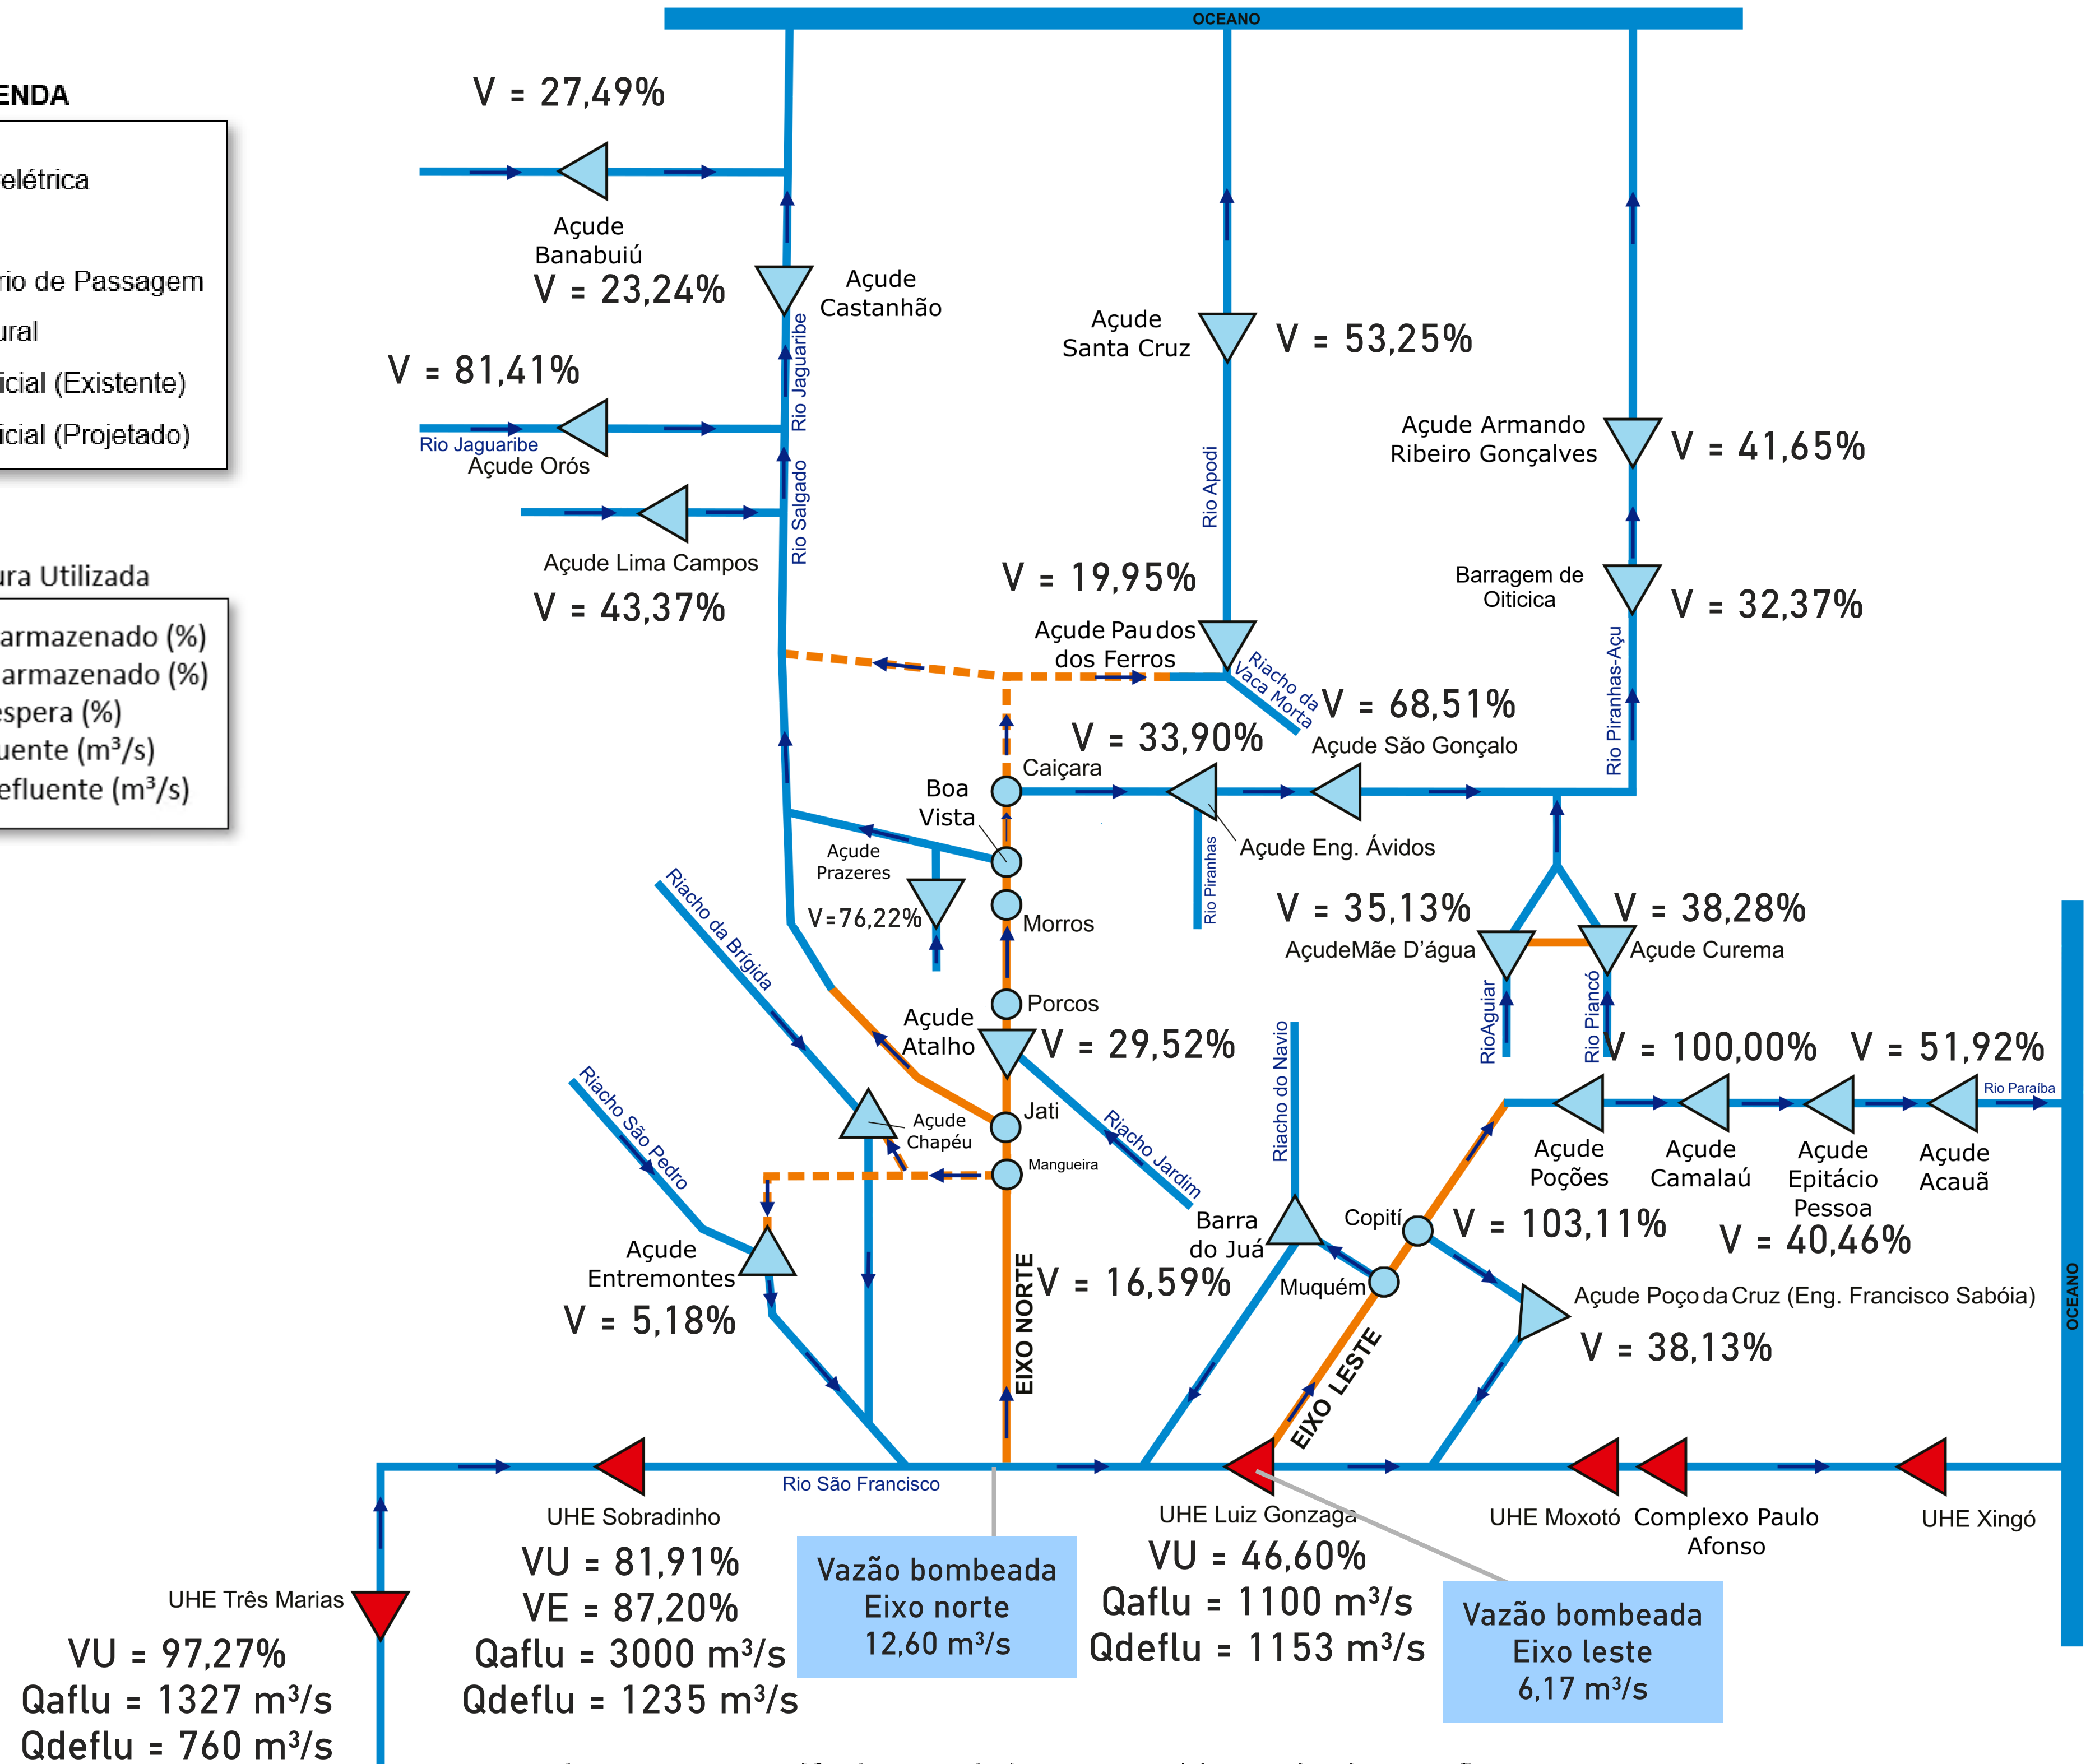 OCEANO
ENDA
elétrica
rio de Passagem
ural
icial (Existente)
icial (Projetado)
ura Utilizada
armazenado (%)
armazenado (%)
espera (%)
uente (m³/s)
efluente (m³/s)
V = 27,49%
Açude
Banabuiú
V = 23,24%
Açude
Castanhão
Rio Jaguaribe
V = 81,41%
Rio Jaguaribe
Açude Orós
Rio Salgado
Açude Lima Campos
V = 43,37%
Açude
Santa Cruz
V = 53,25%
Rio Apodi
Açude Armando
Ribeiro Gonçalves
V = 41,65%
V = 19,95%
Açude Pau dos
dos Ferros
Riacho da
Vaca Morta
Barragem de
Oiticica
V = 32,37%
Rio Piranhas-Açu
V = 68,51%
Açude São Gonçalo
V = 33,90%
Caiçara
Boa
Vista
Açude Eng. Ávidos
Rio Piranhas
Açude
Prazeres
V=76,22%
Morros
Riacho da Brígida
V = 35,13%
AçudeMãe D'água
V = 38,28%
Açude Curema
RioAguiar
Rio Piancó
Porcos
Açude
Atalho
V = 29,52%
Riacho do Navio
V = 100,00%
V = 51,92%
Rio Paraíba
Riacho São Pedro
Açude
Chapéu
Jati
Mangueira
Riacho Jardim
Açude
Poções
Açude
Camalaú
Açude
Epitácio
Pessoa
Açude
Acauã
V = 103,11%
V = 40,46%
Barra
do Juá
Copití
Muquém
V = 16,59%
Açude
Entremontes
V = 5,18%
EIXO NORTE
EIXO LESTE
Açude Poço da Cruz (Eng. Francisco Sabóia)
V = 38,13%
OCEANO
Rio São Francisco
UHE Sobradinho
VU = 81,91%
VE = 87,20%
Qaflu = 3000 m³/s
Qdeflu = 1235 m³/s
UHE Três Marias
VU = 97,27%
Qaflu = 1327 m³/s
Qdeflu = 760 m³/s
Vazão bombeada
Eixo norte
12,60 m³/s
UHE Luiz Gonzaga
VU = 46,60%
Qaflu = 1100 m³/s
Qdeflu = 1153 m³/s
Vazão bombeada
Eixo leste
6,17 m³/s
UHE Moxotó
Complexo Paulo
Afonso
UHE Xingó